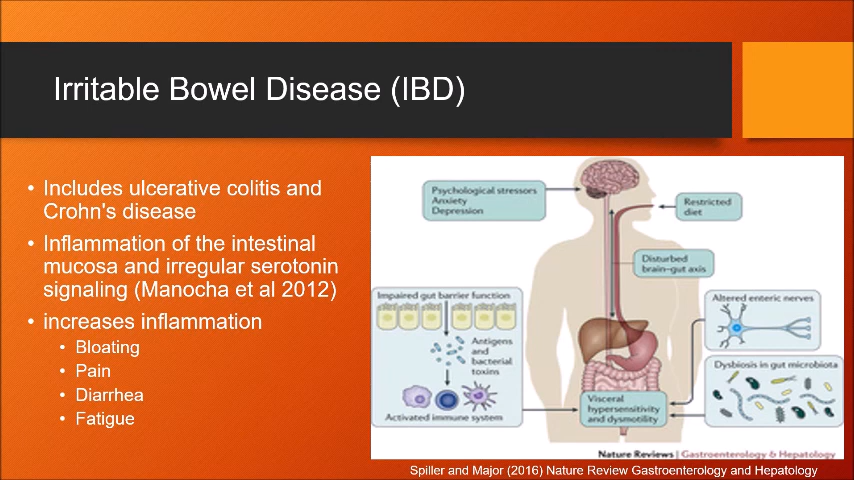 Irritable Bowel Disease (IBD)
• Includes ulcerative colitis and
Crohn's disease
• Inflammation of the intestinal
mucosa and irregular serotonin
signaling (Manocha et al 2012)
• increases inflammation
• Bloating
• Pain
• Diarrhea
• Fatigue
Psychological stressors
Anxiety
Depression
Restricted
diet
Disturbed
brain–gut axis
Impaired gut barrier function
Antigens
and
bacterial
toxins
Activated immune system
Altered enteric nerves
Dysbiosis in gut microbiota
Visceral
hypersensitivity
and dysmotility
Nature Reviews | Gastroenterology & Hepatology
Spiller and Major (2016) Nature Review Gastroenterology and Hepatology